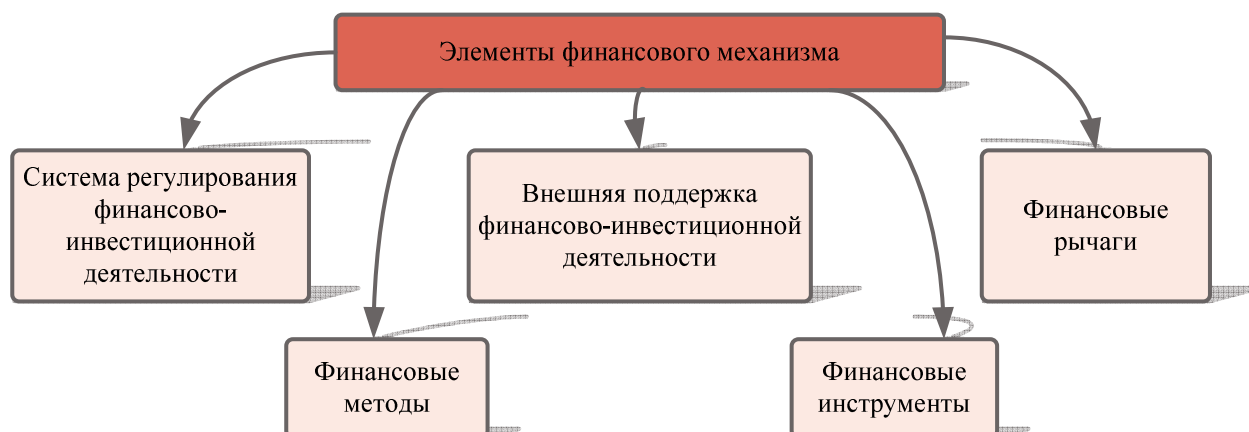 Элементы финансового механизма
Система регулирования
финансово-
инвестиционной
деятельности
Внешняя поддержка
финансово-инвестиционной
деятельности
Финансовые
рычаги
Финансовые
методы
Финансовые
инструменты